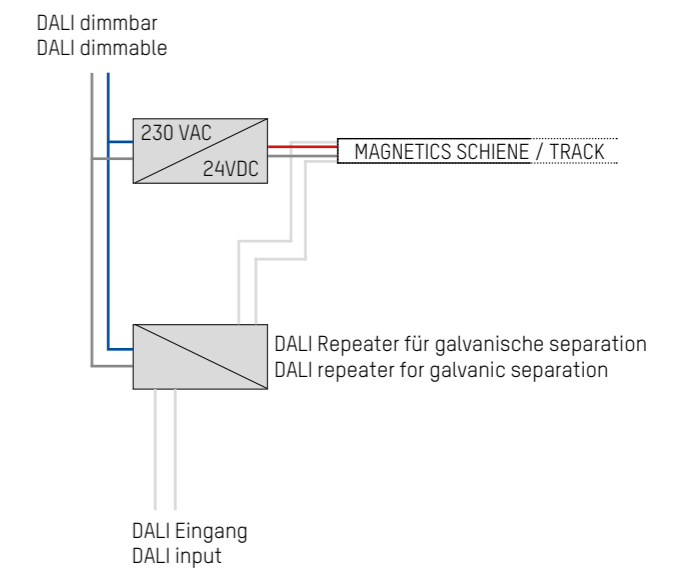 DALI dimmbar
DALI dimmable
230 VAC
24VDC
MAGNETICS SCHIENE / TRACK
DALI Repeater für galvanische separation
DALI repeater for galvanic separation
DALI Eingang
DALI input